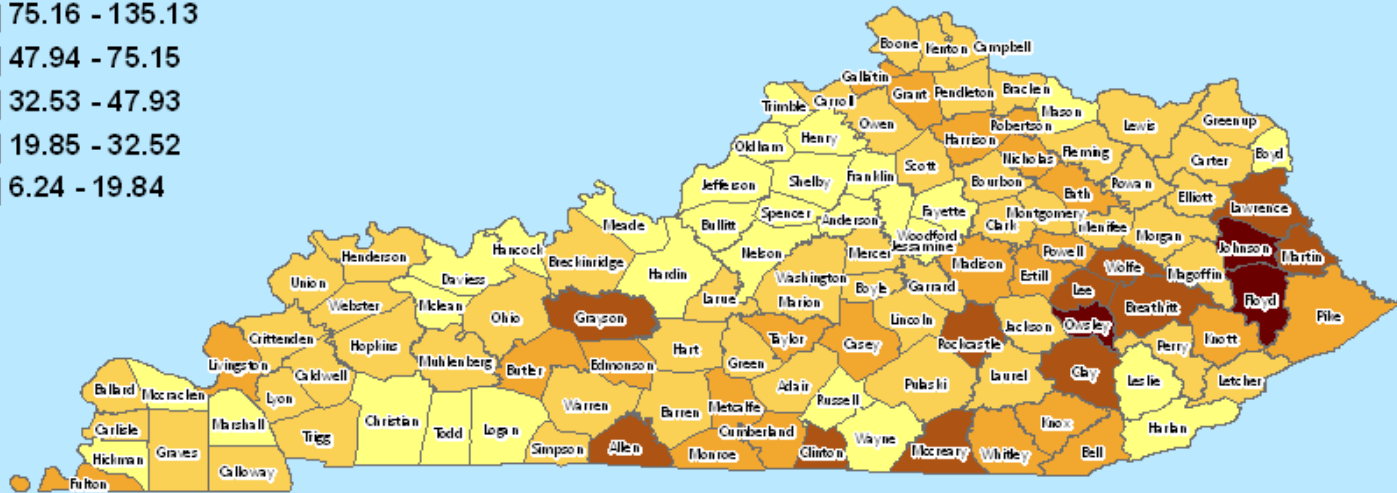 75.16 - 135.13
47.94 - 75.15
32.53 - 47.93
19.85 - 32.52
6.24 - 19.84
Boone
Kenton
Campbell
Gallatin
Grant
Pendleton
Bracken
Trimble
Carroll
Mason
Owen
Robertson
Lewis
Greenup
Henry
Harrison
Oldham
Nicholas
Fleming
Carter
Boyd
Scott
Franklin
Jefferson
Shelby
Bourbon
Bath
Rowan
Elliott
Fayette
Lawrence
Spencer
Anderson
Montgomery
Meade
Bullitt
Clark
Menifee
Woodford
Morgan
Jessamine
Johnson
Hancock
Nelson
Mercer
Powell
Martin
Henderson
Breckinridge
Madison
Wolfe
Daviess
Hardin
Washington
Estill
Magoffin
Union
Boyle
Garrard
Lee
Larue
Marion
Floyd
Webster
Mclean
Breathitt
Ohio
Grayson
Lincoln
Jackson
Owsley
Pike
Crittenden
Taylor
Casey
Rockcastle
Knott
Hopkins
Hart
Perry
Muhlenberg
Green
Livingston
Edmonson
Butler
Caldwell
Clay
Laurel
Leslie
Letcher
Ballard
Mccracken
Adair
Pulaski
Lyon
Russell
Warren
Metcalfe
Barren
Marshall
Christian
Knox
Carlisle
Todd
Logan
Cumberland
Harlan
Trigg
Wayne
Graves
Simpson
Allen
Clinton
Mccreary
Bell
Hickman
Monroe
Whitley
Calloway
Fulton